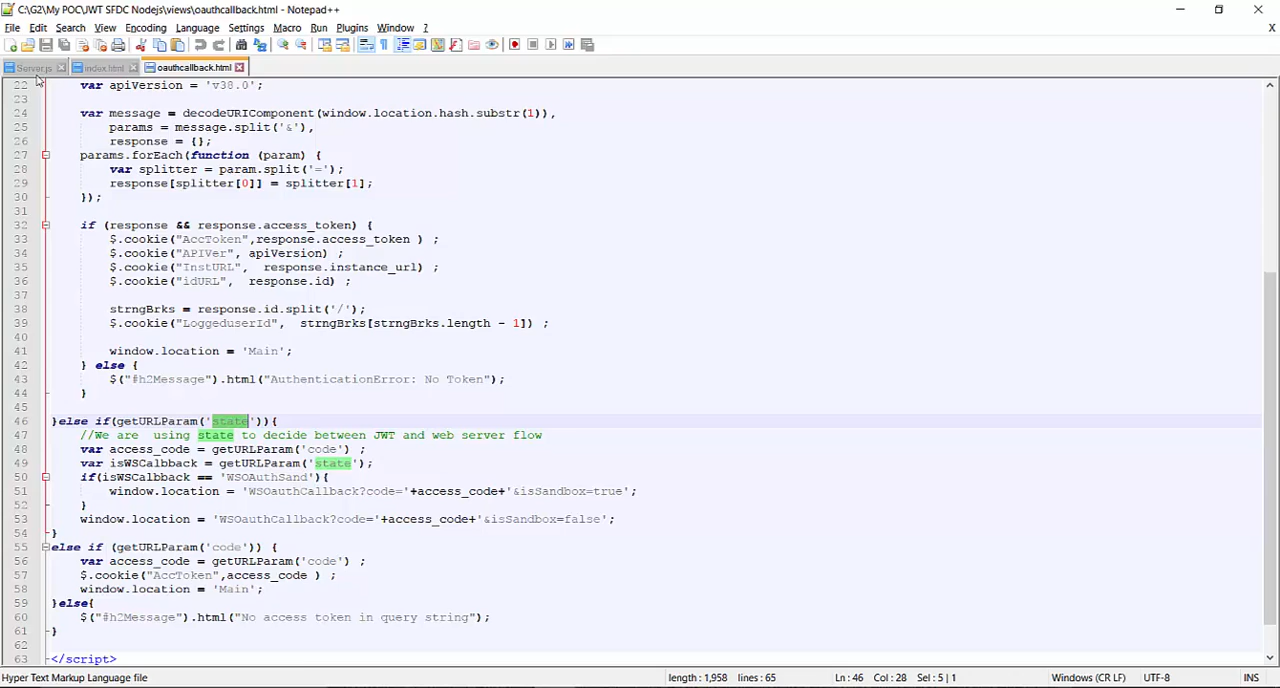 C:\G2\My POC\JWT SFDC Nodejs\views\oauthcallback.html - Notepad++
File Edit Search View Encoding Language Settings Macro Run Plugins Window ?
X
Server.js index.html oauthcallback.html
22 var apiVersion = 'v38.0';
23
24 var message = decodeURIComponent(window.location.hash.substr(1)),
25 params = message.split('&'),
26 response = {};
27 params.forEach(function (param) {
28 var splitter = param.split('=');
29 response[splitter[0]] = splitter[1];
30 });
31
32 if (response && response.access_token) {
33 $.cookie("AccToken",response.access_token ) ;
34 $.cookie("APIVer", apiVersion) ;
35 $.cookie("InstURL",  response.instance_url) ;
36 $.cookie("idURL",  response.id) ;
37
38 strngBrks = response.id.split('/');
39 $.cookie("LoggeduserId",  strngBrks[strngBrks.length - 1]) ;
40
41 window.location = 'Main';
42 } else {
43 $("#h2Message").html("AuthenticationError: No Token");
44 }
45
46 }else if(getURLParam('state')){
47 //We are  using state to decide between JWT and web server flow
48 var access_code = getURLParam('code') ;
49 var isWSCalbback = getURLParam('state');
50 if(isWSCalbback == 'WSOAuthSand'){
51 window.location = 'WSOauthCallback?code='+access_code+'&isSandbox=true';
52 }
53 window.location = 'WSOauthCallback?code='+access_code+'&isSandbox=false';
54 }
55 else if (getURLParam('code')) {
56 var access_code = getURLParam('code') ;
57 $.cookie("AccToken",access_code ) ;
58 window.location = 'Main';
59 }else{
60 $("#h2Message").html("No access token in query string");
61 }
62
63 </script>
Hyper Text Markup Language file length : 1,958 lines : 65 Ln : 46 Col : 28 Sel : 5 | 1 Windows (CR LF) UTF-8 INS